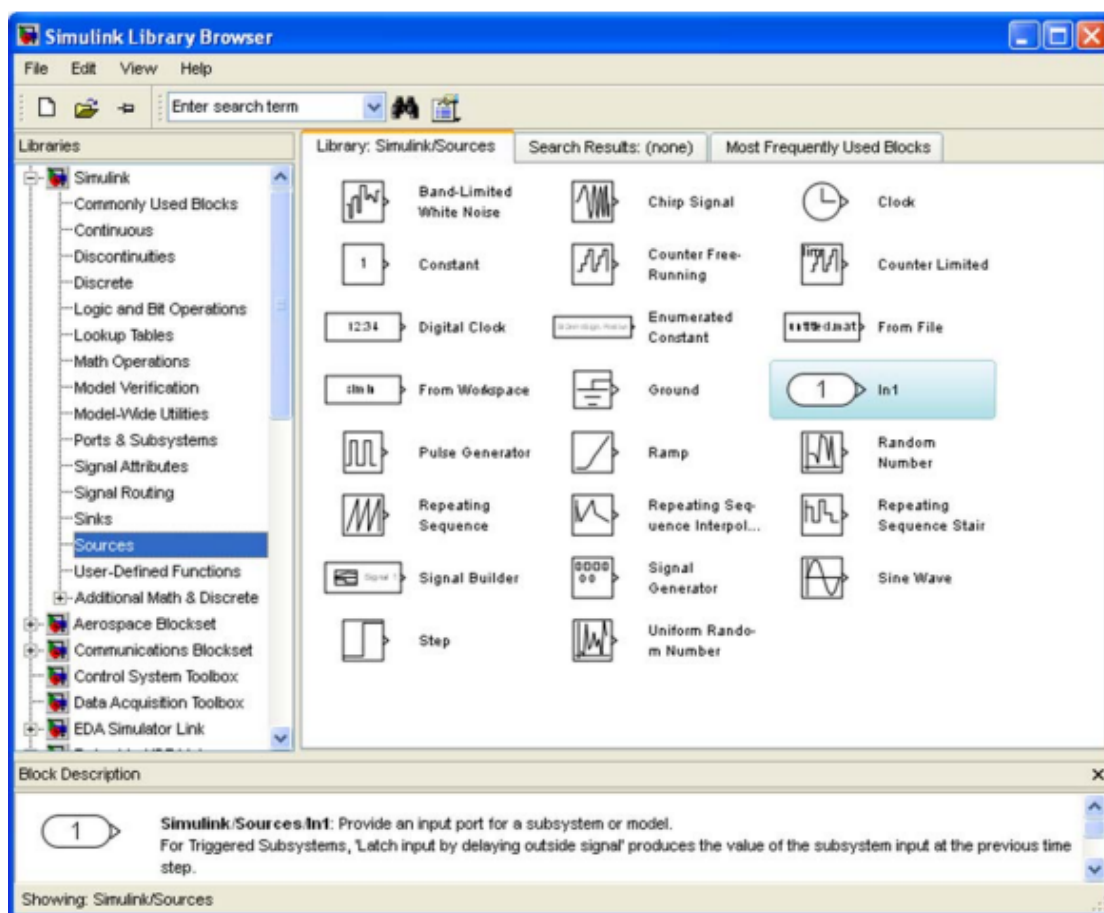 Simulink Library Browser
File Edit View Help
Enter search term
Libraries
Library: Simulink/Sources Search Results: (none) Most Frequently Used Blocks
Simulink
Commonly Used Blocks
Continuous
Discontinuities
Discrete
Logic and Bit Operations
Lookup Tables
Math Operations
Model Verification
Model-Wide Utilities
Ports & Subsystems
Signal Attributes
Signal Routing
Sinks
Sources
User-Defined Functions
Additional Math & Discrete
Aerospace Blockset
Communications Blockset
Control System Toolbox
Data Acquisition Toolbox
EDA Simulator Link
Band-Limited
White Noise
Chirp Signal
Clock
1
Constant
Counter Free-
Running
Counter Limited
12:34
Digital Clock
Enumerated
Constant
untitled.mat
From File
simin
From Workspace
Ground
1
In1
Pulse Generator
Ramp
Random
Number
Repeating
Sequence
Repeating Seq-
uence Interpol...
Repeating
Sequence Stair
Signal 1
Signal Builder
Signal
Generator
Sine Wave
Step
Uniform Rando-
m Number
Block Description
1
Simulink/Sources/In1: Provide an input port for a subsystem or model.
For Triggered Subsystems, 'Latch input by delaying outside signal' produces the value of the subsystem input at the previous time
step.
Showing: Simulink/Sources